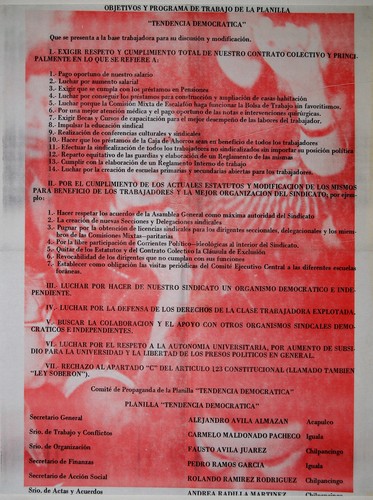 OBJETIVOS Y PROGRAMA DE TRABAJO DE LA PLANILLA
"TENDENCIA DEMOCRATICA"
Que se presenta a la base trabajadora para su discusión y modificación.
I.- EXIGIR RESPETO Y CUMPLIMIENTO TOTAL DE NUESTRO CONTRATO COLECTIVO Y PRINCI-
PALMENTE EN LO QUE SE REFIERE A:
1.- Pago oportuno de nuestro salario
2.- Luchar por aumento salarial
3.- Exigir que se cumpla con los préstamos en Pensiones
4.- Luchar por conseguir los préstamos para construcción y ampliación de casas habitación
5.- Luchar porque la Comisión Mixta de Escalafón haga funcionar la Bolsa de Trabajo sin favoritismos.
6.- Por una mejor atención médica y el pago oportuno de las notas e intervenciones quirúrgicas.
7.- Exigir Becas y Cursos de capacitación para el mejor desempeño de las labores del trabajador.
8.- Impulsar la educación sindical
9.- Realización de conferencias culturales y sindicales
10.- Hacer que los préstamos de la Caja de Ahorros sean en beneficio de todos los trabajadores
11.- Efectuar la sindicalización de todos los trabajadores no sindicalizados sin importar su posición política
12.- Reparto equitativo de las guardias y elaboración de un Reglamento de las mismas
13.- Cumplir con la elaboración de un Reglamento Interno de trabajo
14.- Luchar por la creación de escuelas primarias y secundarias abiertas para los trabajadores.
II.- POR EL CUMPLIMIENTO DE LOS ACTUALES ESTATUTOS Y MODIFICACION DE LOS MISMOS
PARA BENEFICIO DE LOS TRABAJADORES Y LA MEJOR ORGANIZACION DEL SINDICATO; por ejem-
plo:
1.- Hacer respetar los acuerdos de la Asamblea General como máxima autoridad del Sindicato
2.- La creación de nuevas Secciones y Delegaciones sindicales
3.- Pugnar por la obtención de licencias sindicales para los dirigentes seccionales, delegacionales y los miem-
bros de las Comisiones Mixtas-paritarias
4.- Por la libre participación de Corrientes Político-ideológicas al interior del Sindicato.
5.- Quitar de los Estatutos y del Contrato Colectivo la Cláusula de Exclusión
6.- Revocabilidad de los dirigentes que no cumplan con sus funciones
7.- Establecer como obligación las visitas periódicas del Comité Ejecutivo Central a las diferentes escuelas
foráneas.
III.- LUCHAR POR HACER DE NUESTRO SINDICATO UN ORGANISMO DEMOCRATICO E INDE-
PENDIENTE.
IV.- LUCHAR POR LA DEFENSA DE LOS DERECHOS DE LA CLASE TRABAJADORA EXPLOTADA.
V.- BUSCAR LA COLABORACION Y EL APOYO CON OTROS ORGANISMOS SINDICALES DEMO-
CRATICOS E INDEPENDIENTES.
VI.- LUCHAR POR EL RESPETO A LA AUTONOMIA UNIVERSITARIA, POR AUMENTO DE SUBSI-
DIO PARA LA UNIVERSIDAD Y LA LIBERTAD DE LOS PRESOS POLITICOS EN GENERAL.
VII.- RECHAZO AL APARTADO "C" DEL ARTICULO 123 CONSTITUCIONAL (LLAMADO TAMBIEN
"LEY SOBERON").
Comité de Propaganda de la Planilla "TENDENCIA DEMOCRATICA"
PLANILLA "TENDENCIA DEMOCRATICA"
Secretario General ALEJANDRO AVILA ALMAZAN Acapulco
Srio. de Trabajo y Conflictos CARMELO MALDONADO PACHECO Iguala
Srio. de Organización FAUSTO AVILA JUAREZ Chilpancingo
Secretario de Finanzas PEDRO RAMOS GARCIA Iguala
Secretario de Acción Social ROLANDO RAMIREZ RODRIGUEZ Chilpancingo
Srio. de Actas y Acuerdos ANDREA RADILLA MARTINEZ Chilpancingo